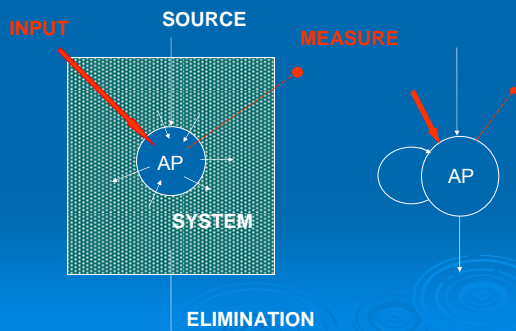 SOURCE
INPUT
MEASURE
AP
AP
SYSTEM
ELIMINATION